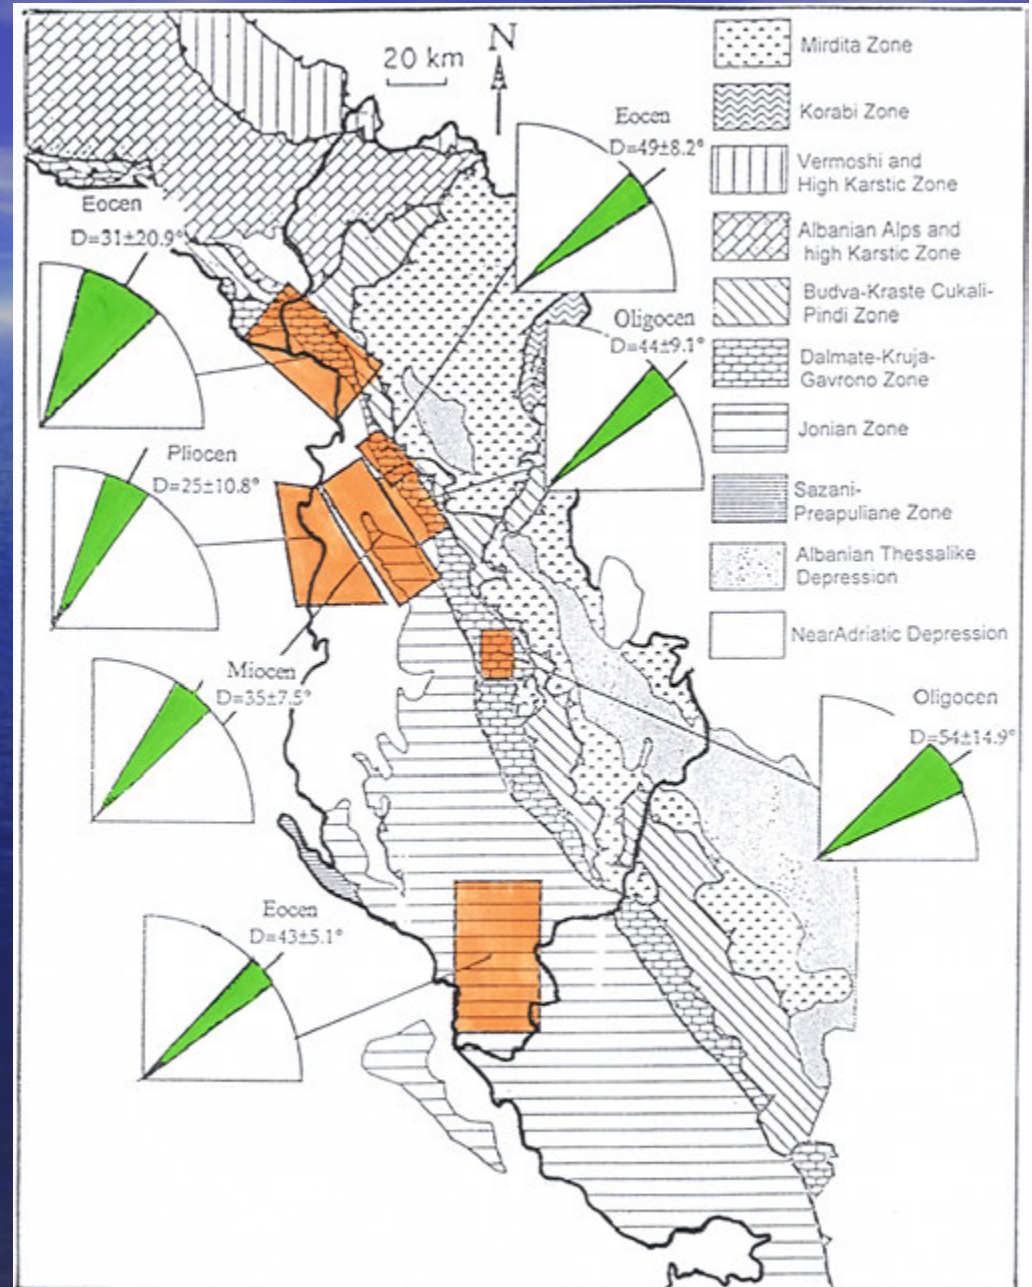 20 km
N
Eocen
D=49±8.2°
Eocen
D=31±20.9°
Oligocen
D=44±9.1°
Pliocen
D=25±10.8°
Miocen
D=35±7.5°
Oligocen
D=54±14.9°
Eocen
D=43±5.1°
Mirdita Zone
Korabi Zone
Vermoshi and
High Karstic Zone
Albanian Alps and
high Karstic Zone
Budva-Kraste Cukali-
Pindi Zone
Dalmate-Kruja-
Gavrono Zone
Jonian Zone
Sazani-
Preapuliane Zone
Albanian Thessalike
Depression
NearAdriatic Depression